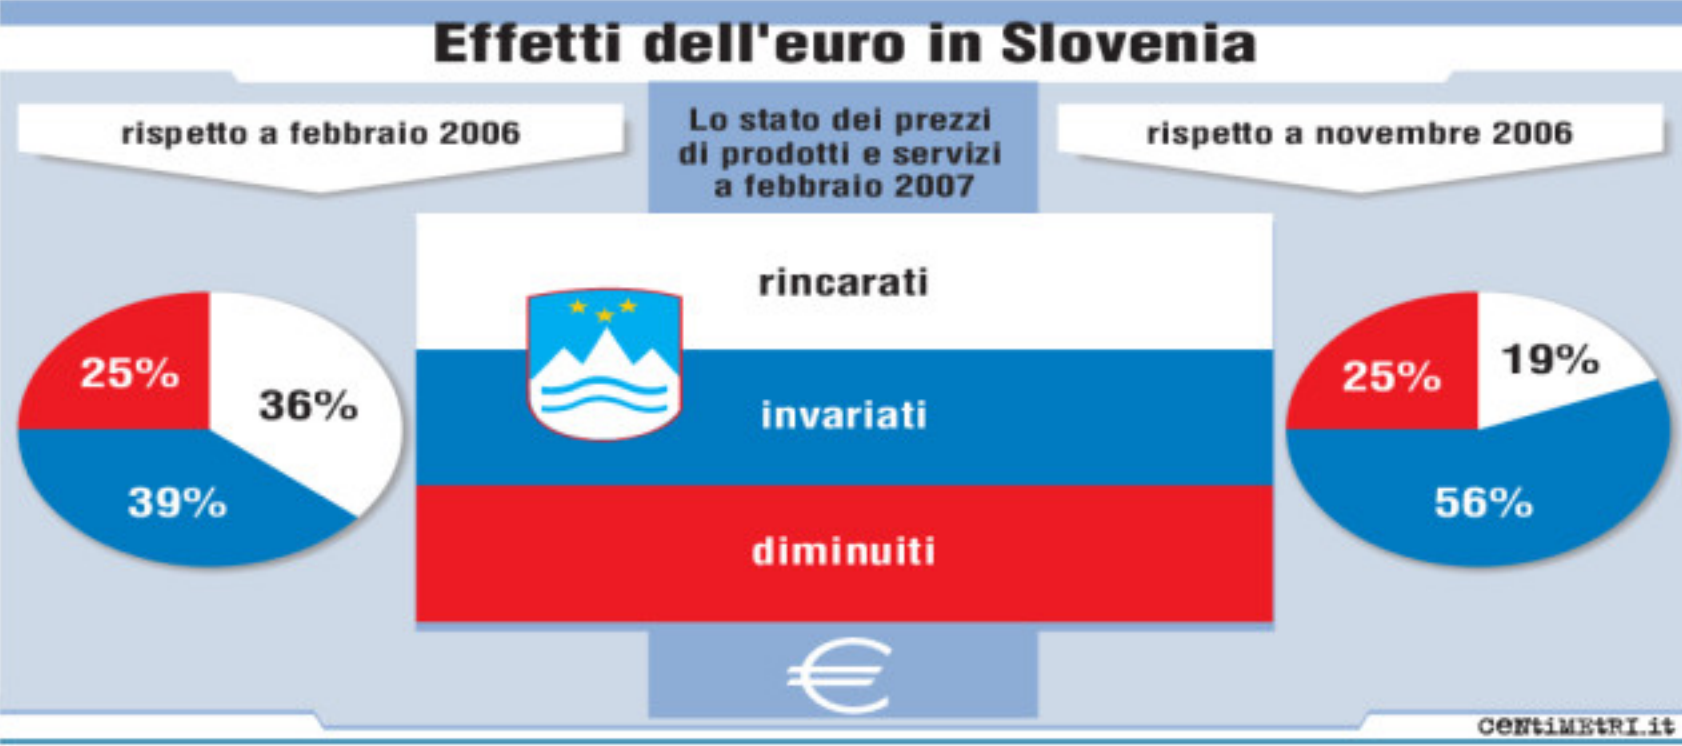 Effetti dell'euro in Slovenia
rispetto a febbraio 2006
Lo stato dei prezzi
di prodotti e servizi
a febbraio 2007
rispetto a novembre 2006
rincarati
invariati
diminuiti
25%
36%
39%
25%
19%
56%
€
CENTIMETRI.it